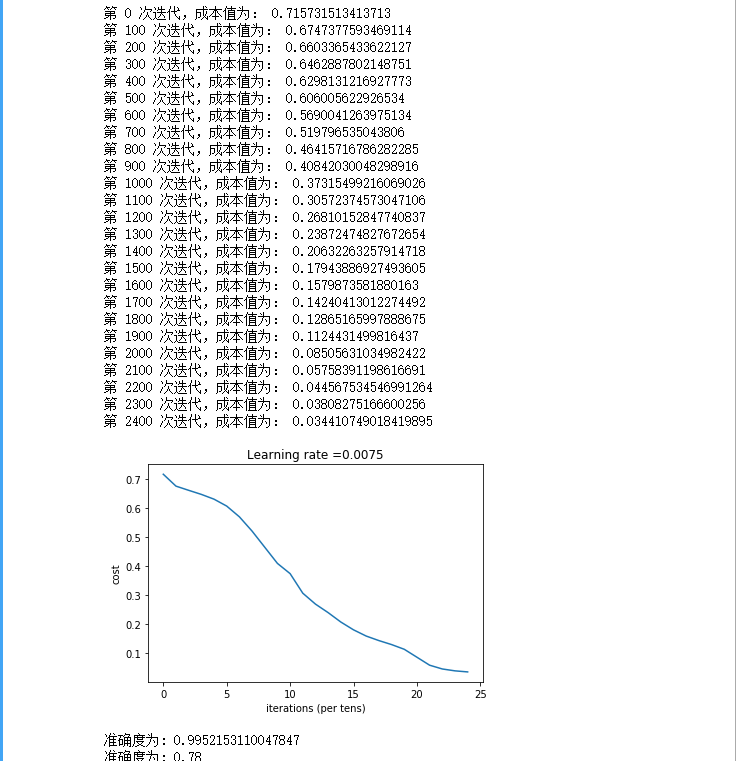 第 0 次迭代，成本值为： 0.715731513413713
第 100 次迭代，成本值为： 0.6747377593469114
第 200 次迭代，成本值为： 0.6603365433622127
第 300 次迭代，成本值为： 0.6462887802148751
第 400 次迭代，成本值为： 0.6298131216927773
第 500 次迭代，成本值为： 0.606005622926534
第 600 次迭代，成本值为： 0.5690041263975134
第 700 次迭代，成本值为： 0.519796535043806
第 800 次迭代，成本值为： 0.46415716786282285
第 900 次迭代，成本值为： 0.40842030048298916
第 1000 次迭代，成本值为： 0.37315499216069026
第 1100 次迭代，成本值为： 0.30572374573047106
第 1200 次迭代，成本值为： 0.26810152847740837
第 1300 次迭代，成本值为： 0.23872474827672654
第 1400 次迭代，成本值为： 0.20632263257914718
第 1500 次迭代，成本值为： 0.17943886927493605
第 1600 次迭代，成本值为： 0.1579873581880163
第 1700 次迭代，成本值为： 0.14240413012274492
第 1800 次迭代，成本值为： 0.12865165997888675
第 1900 次迭代，成本值为： 0.1124431499816437
第 2000 次迭代，成本值为： 0.08505631034982422
第 2100 次迭代，成本值为： 0.05758391198616691
第 2200 次迭代，成本值为： 0.044567534546991264
第 2300 次迭代，成本值为： 0.03808275166600256
第 2400 次迭代，成本值为： 0.034410749018419895
Learning rate =0.0075
0.7
0.6
0.5
0.4
0.3
0.2
0.1
cost
0 5 10 15 20 25
iterations (per tens)
准确度为: 0.9952153110047847
准确度为: 0.78